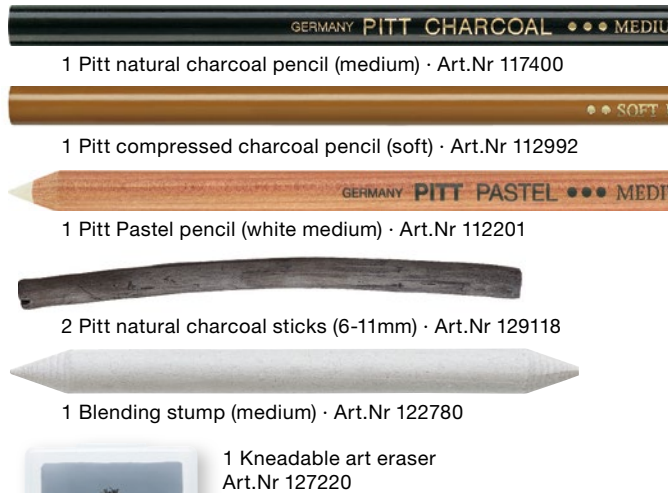 GERMANY PITT CHARCOAL ●●● MEDIU
1 Pitt natural charcoal pencil (medium) · Art.Nr 117400
●● SOFT
1 Pitt compressed charcoal pencil (soft) · Art.Nr 112992
GERMANY PITT PASTEL ●●● MEDI
1 Pitt Pastel pencil (white medium) · Art.Nr 112201
2 Pitt natural charcoal sticks (6-11mm) · Art.Nr 129118
1 Blending stump (medium) · Art.Nr 122780
1 Kneadable art eraser
Art.Nr 127220